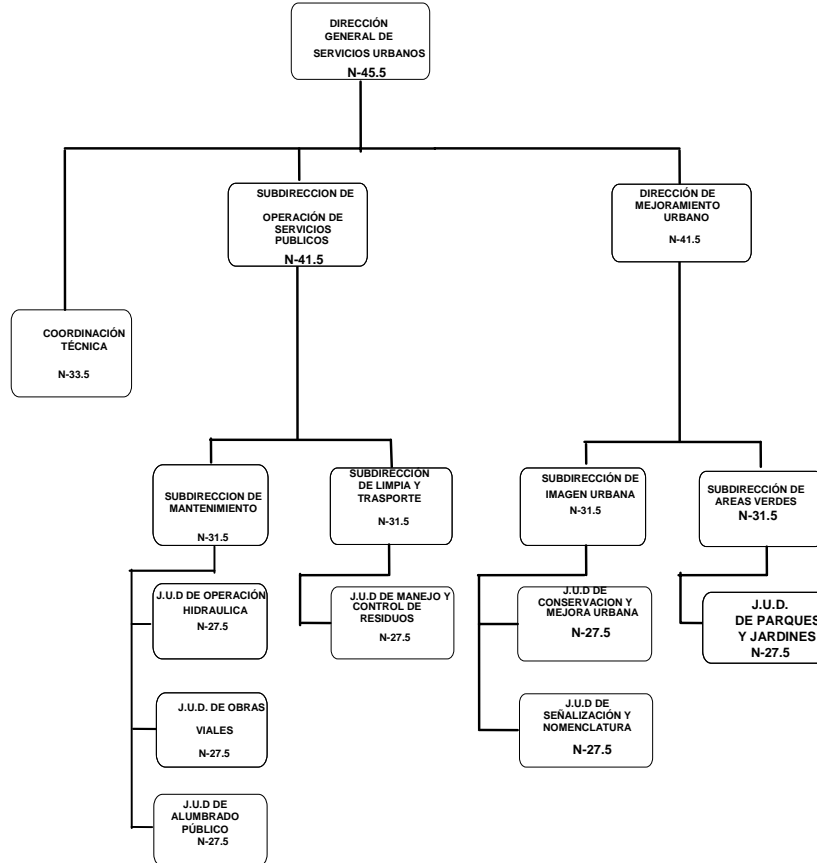 DIRECCIÓN
GENERAL DE
SERVICIOS URBANOS
N-45.5
SUBDIRECCION DE
OPERACIÓN DE
SERVICIOS
PUBLICOS
N-41.5
DIRECCIÓN DE
MEJORAMIENTO
URBANO
N-41.5
COORDINACIÓN
TÉCNICA
N-33.5
SUBDIRECCION DE
MANTENIMIENTO
N-31.5
SUBDIRECCIÓN
DE LIMPIA Y
TRASPORTE
N-31.5
SUBDIRECCIÓN DE
IMAGEN URBANA
N-31.5
SUBDIRECCIÓN DE
AREAS VERDES
N-31.5
J.U.D DE OPERACIÓN
HIDRAULICA
N-27.5
J.U.D DE MANEJO Y
CONTROL DE
RESIDUOS
N-27.5
J.U.D DE
CONSERVACION Y
MEJORA URBANA
N-27.5
J.U.D.
DE PARQUES
Y JARDINES
N-27.5
J.U.D. DE OBRAS
VIALES
N-27.5
J.U.D DE
SEÑALIZACIÓN Y
NOMENCLATURA
N-27.5
J.U.D DE
ALUMBRADO
PÚBLICO
N-27.5